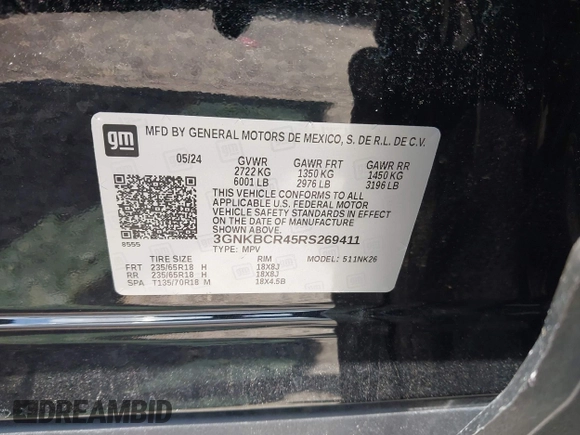 gm
MFD BY GENERAL MOTORS DE MEXICO, S. DE R.L. DE C.V.
05/24 GVWR GAWR FRT GAWR RR
2722 KG 1350 KG 1450 KG
6001 LB 2976 LB 3196 LB
THIS VEHICLE CONFORMS TO ALL
APPLICABLE U.S. FEDERAL MOTOR
VEHICLE SAFETY STANDARDS IN EFFECT
ON THE DATE OF MANUFACTURE
SHOWN ABOVE.
8555
3GNKBCR45RS269411
TYPE: MPV MODEL: 511NK26
TIRE SIZE RIM
FRT 235/65R18 H 18X8J
RR 235/65R18 H 18X8J
SPA T135/70R18 M 18X4.5B
DREAMBID